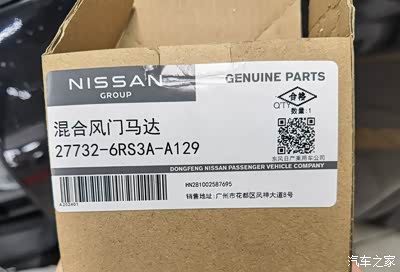 NISSAN
GROUP
GENUINE PARTS
合格
QTY
数量:1
混合风门马达
27732-6RS3A-A129
东风日产乘用车公司
DONGFENG NISSAN PASSENGER VEHICLE COMPANY
HN281002587695
A202401
销售地址:广州市花都区风神大道8号
汽车之家